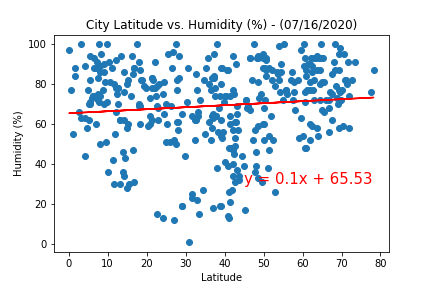 City Latitude vs. Humidity (%) - (07/16/2020)
100
80
60
40
20
0
Humidity (%)
y = 0.1x + 65.53
0 10 20 30 40 50 60 70 80
Latitude